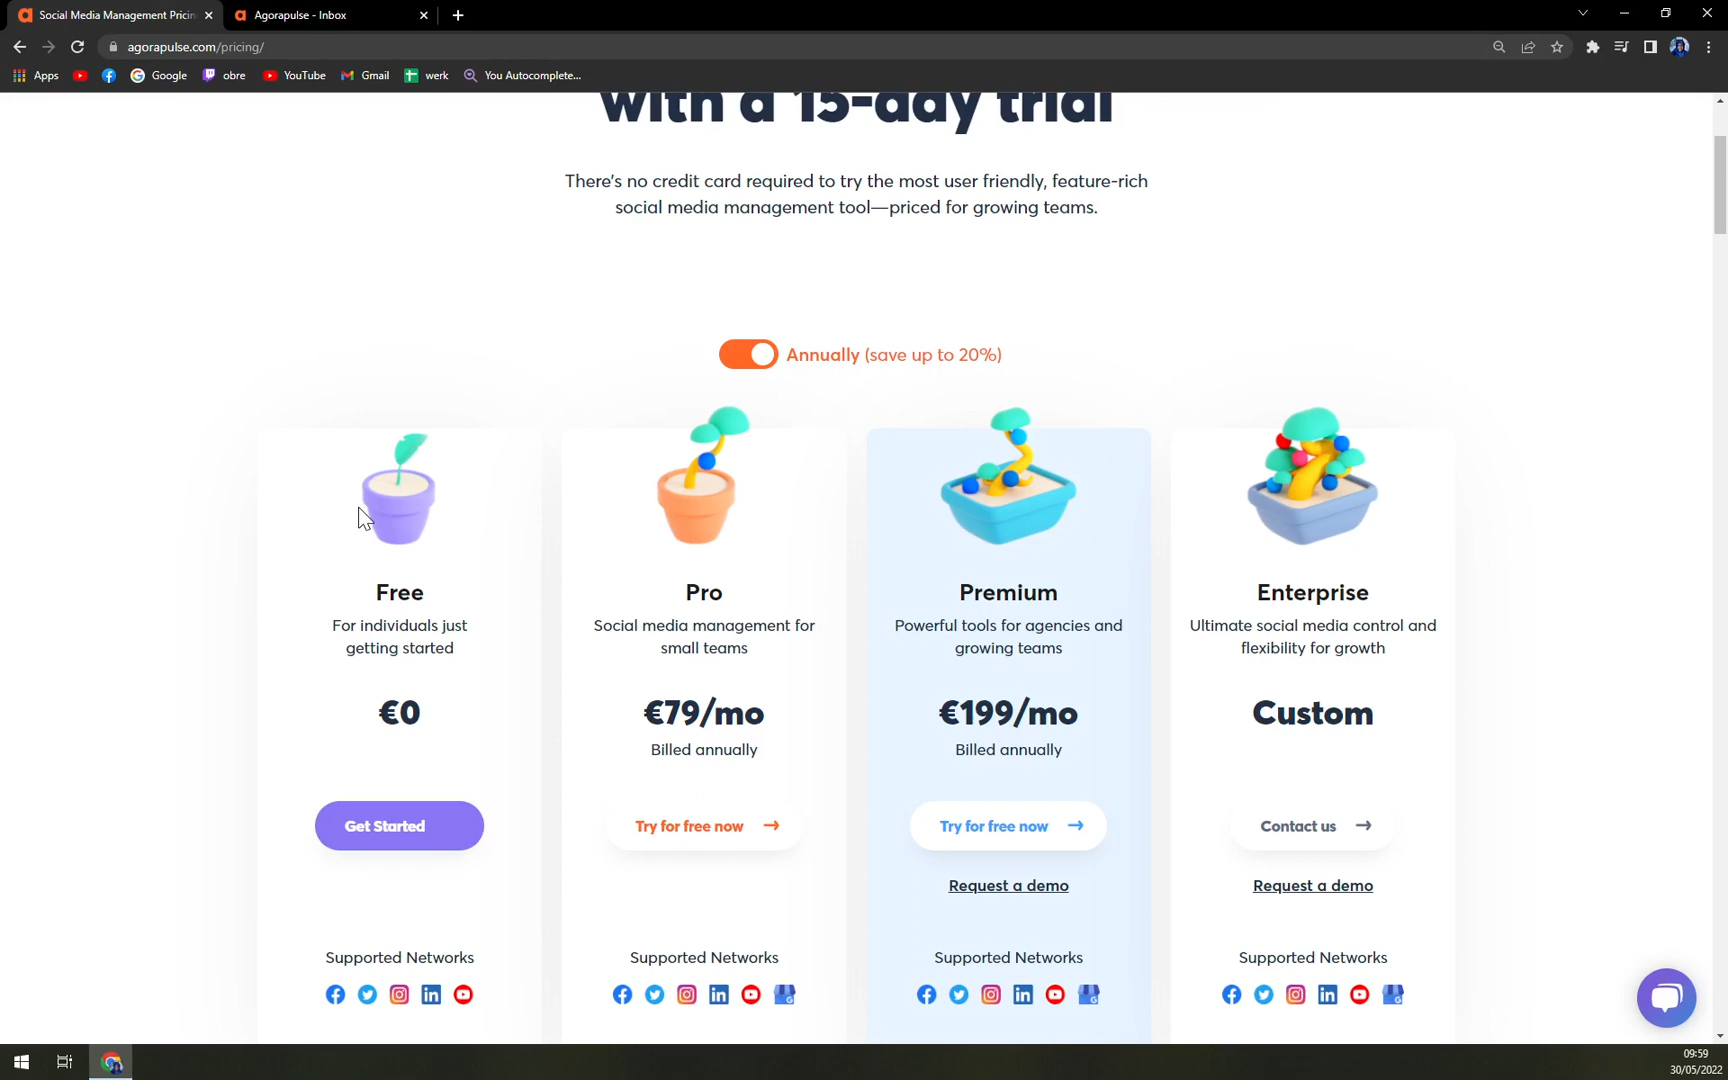 Social Media Management Pricin
Agorapulse - Inbox
agorapulse.com/pricing/
Apps
Google
obre
YouTube
Gmail
werk
You Autocomplete...
with a 15-day trial
There's no credit card required to try the most user friendly, feature-rich
social media management tool—priced for growing teams.
Annually (save up to 20%)
Free
For individuals just
getting started
€0
Get Started
Supported Networks
Pro
Social media management for
small teams
€79/mo
Billed annually
Try for free now →
Supported Networks
Premium
Powerful tools for agencies and
growing teams
€199/mo
Billed annually
Try for free now →
Request a demo
Supported Networks
Enterprise
Ultimate social media control and
flexibility for growth
Custom
Contact us →
Request a demo
Supported Networks
09:59
30/05/2022